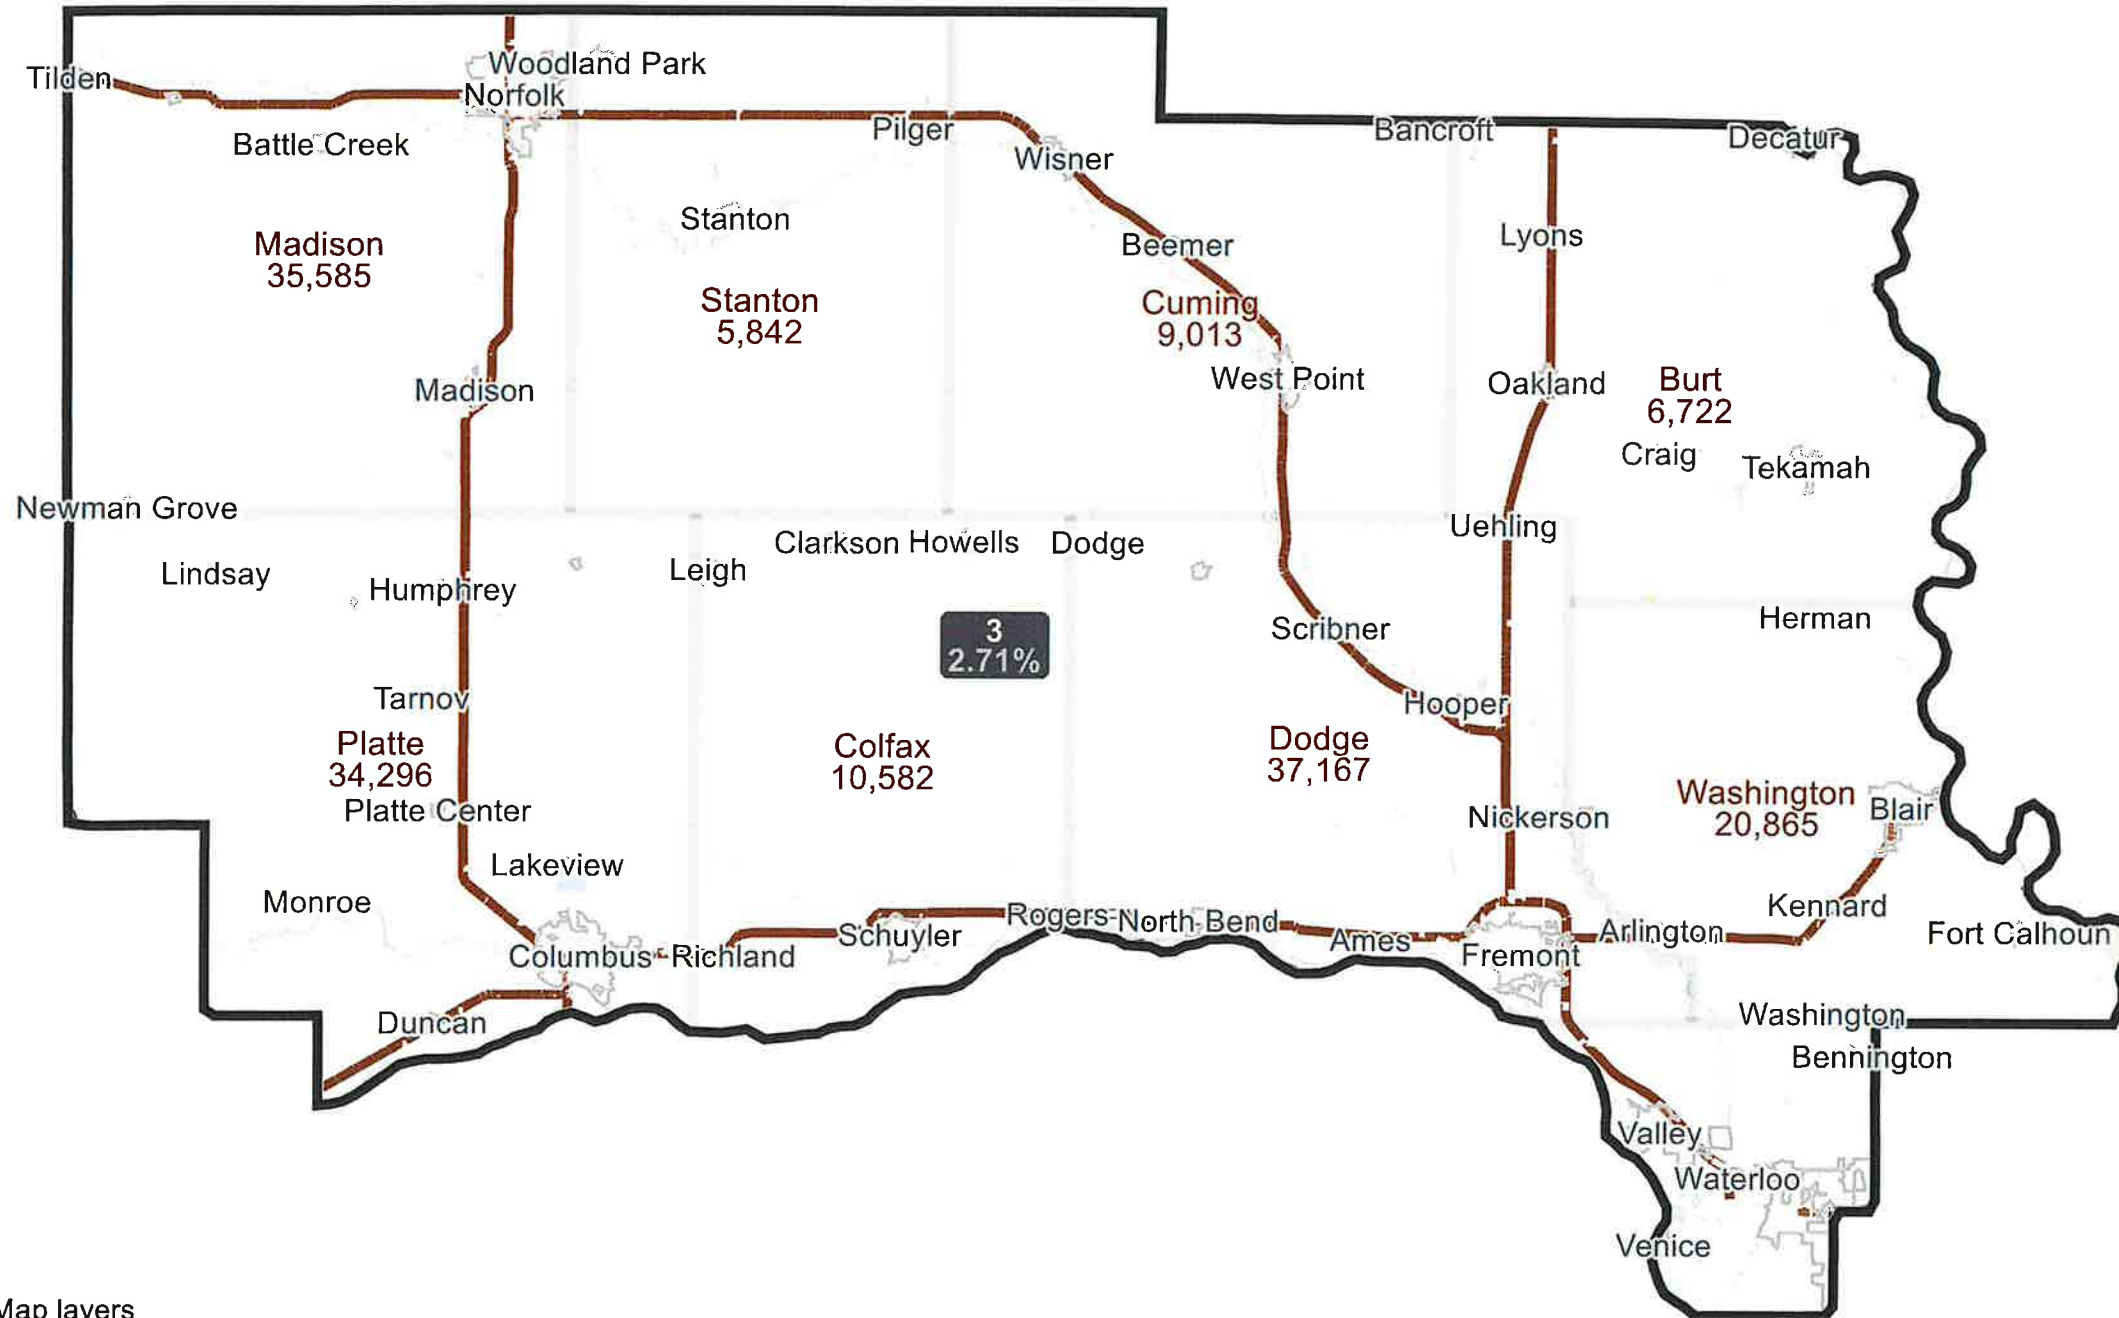 Woodland Park
Tilden
Norfolk
Battle Creek
Pilger
Wisner
Bancroft
Decatur
Stanton
Madison
35,585
Beemer
Lyons
Stanton
5,842
Cuming
9,013
West Point
Madison
Oakland
Burt
6,722
Craig
Tekamah
Newman Grove
Uehling
Clarkson
Howells
Dodge
Lindsay
Leigh
Humphrey
3
2.71%
Scribner
Herman
Tarnov
Hooper
Platte
34,296
Colfax
10,582
Dodge
37,167
Platte Center
Nickerson
Washington
20,865
Blair
Lakeview
Monroe
Kennard
Rogers
North Bend
Schuyler
Ames
Arlington
Fort Calhoun
Columbus
Richland
Fremont
Duncan
Washington
Bennington
Valley
Waterloo
Venice
Map layers